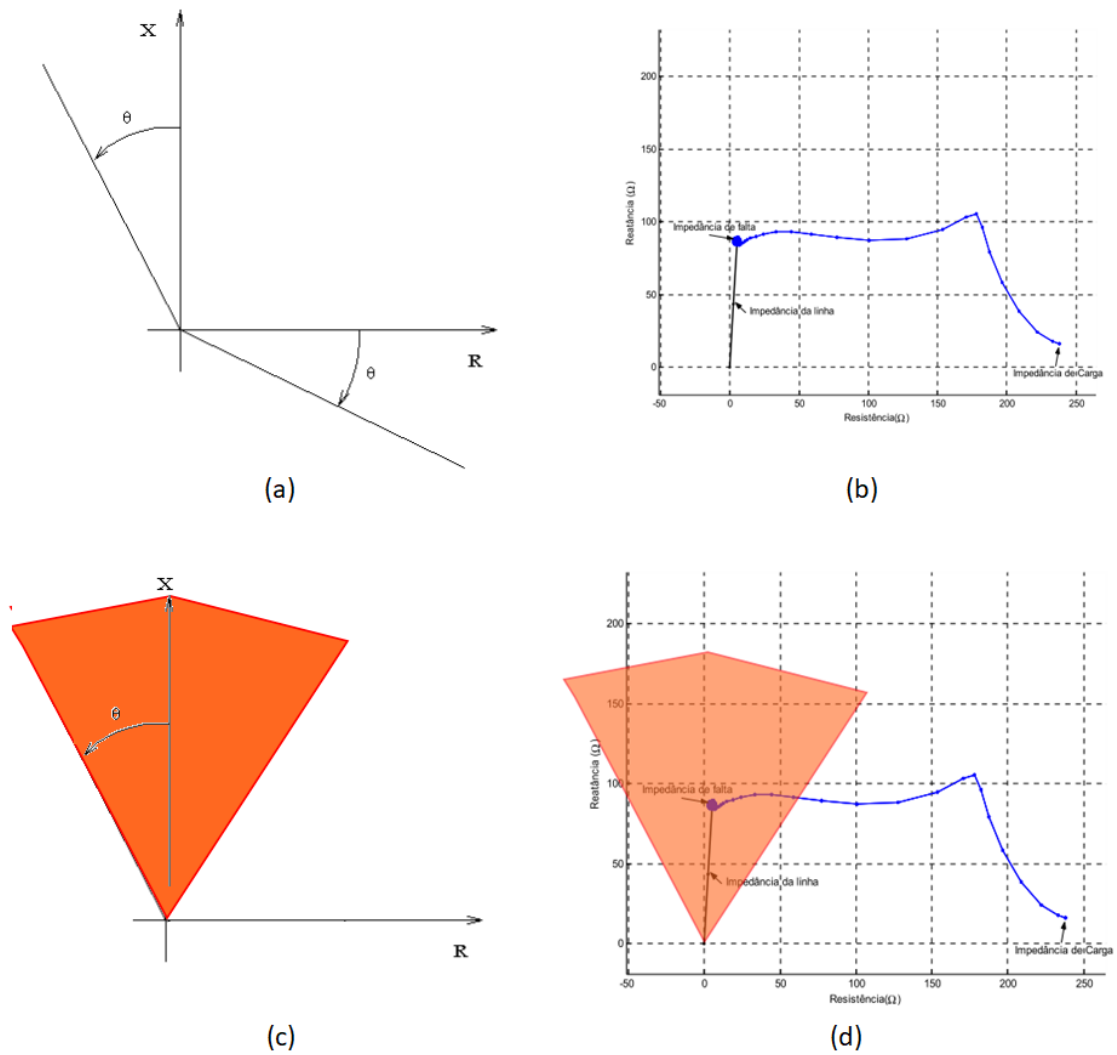 X
θ
θ
R
(a)
200
150
100
50
0
Reatância (Ω)
Impedância de falta
Impedância da linha
Impedância de Carga
-50 0 50 100 150 200 250
Resistência(Ω)
(b)
X
θ
R
(c)
200
150
100
50
0
Reatância (Ω)
Impedância de falta
Impedância da linha
Impedância de Carga
-50 0 50 100 150 200 250
Resistência(Ω)
(d)